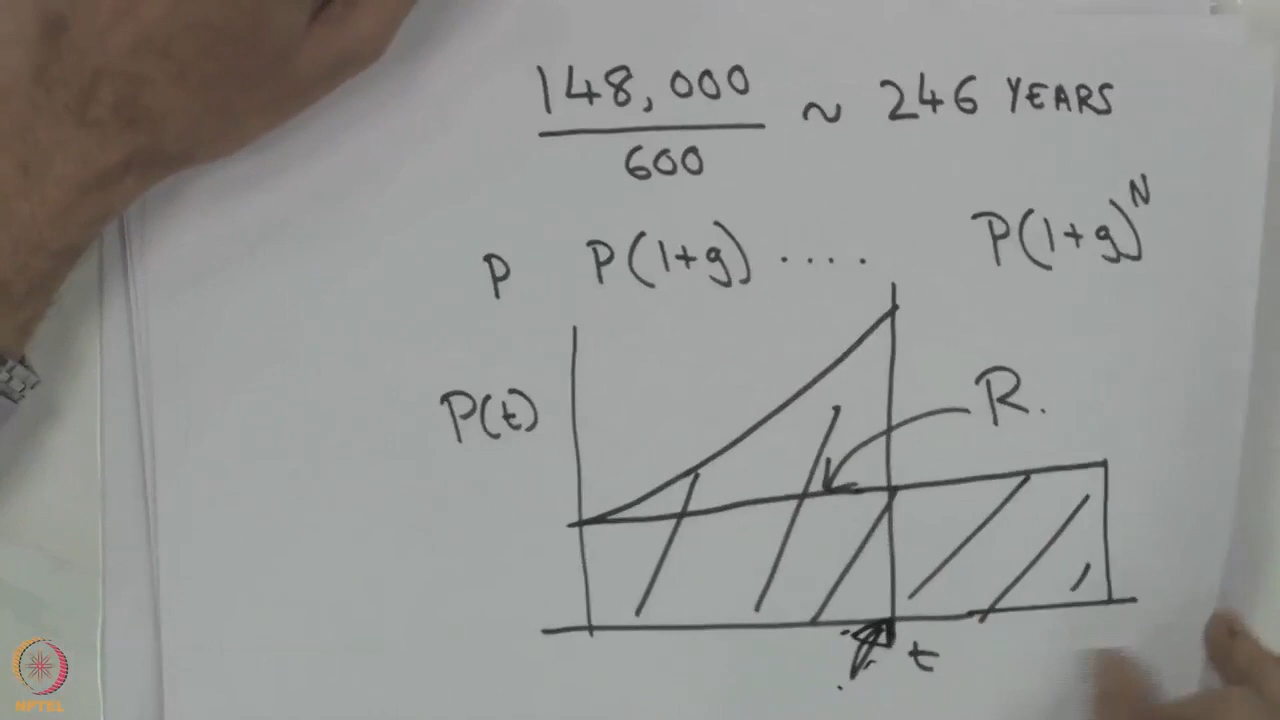 148,000
600
~ 246 YEARS
P P(1+g) ..... P(1+g)^N
P(t)
R.
t
NPTEL